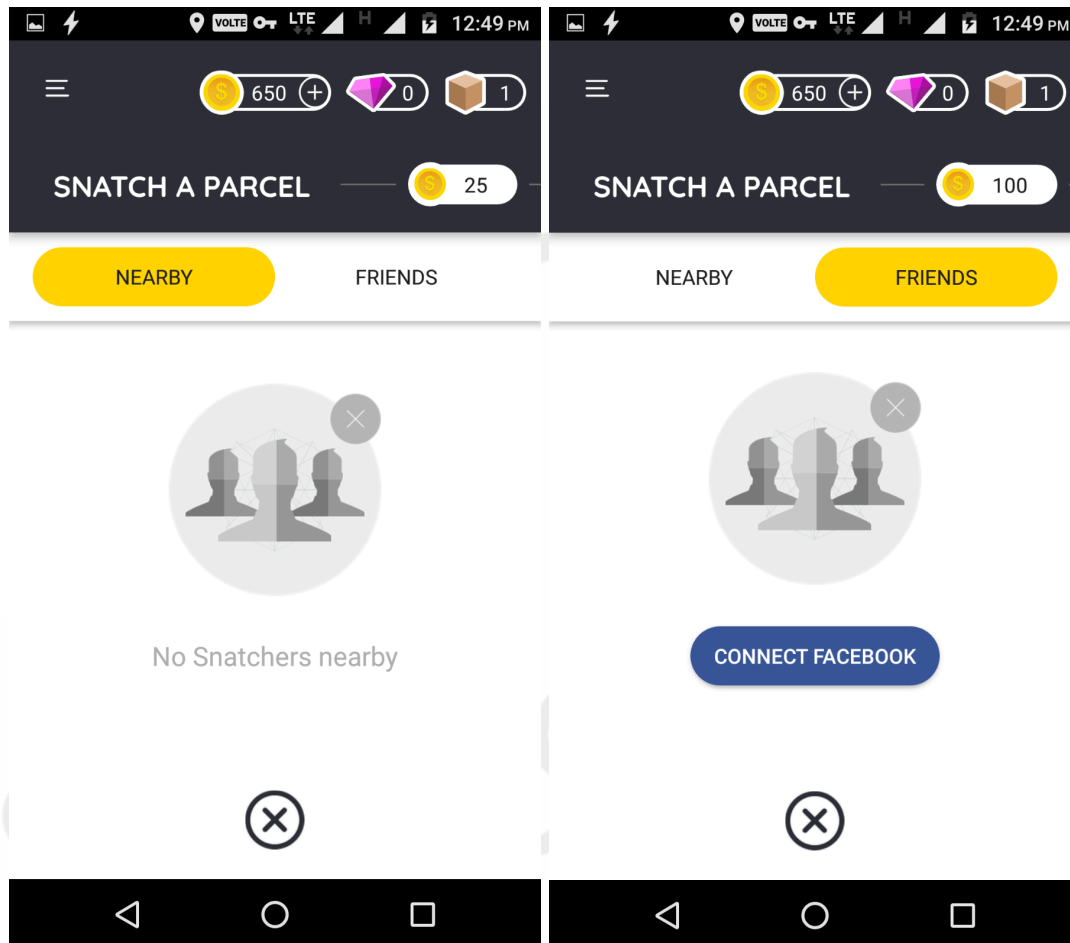 VOLTE LTE H 12:49 PM
650 0 1
SNATCH A PARCEL 25
NEARBY FRIENDS
No Snatchers nearby
VOLTE LTE H 12:49 PM
650 0 1
SNATCH A PARCEL 100
NEARBY FRIENDS
CONNECT FACEBOOK